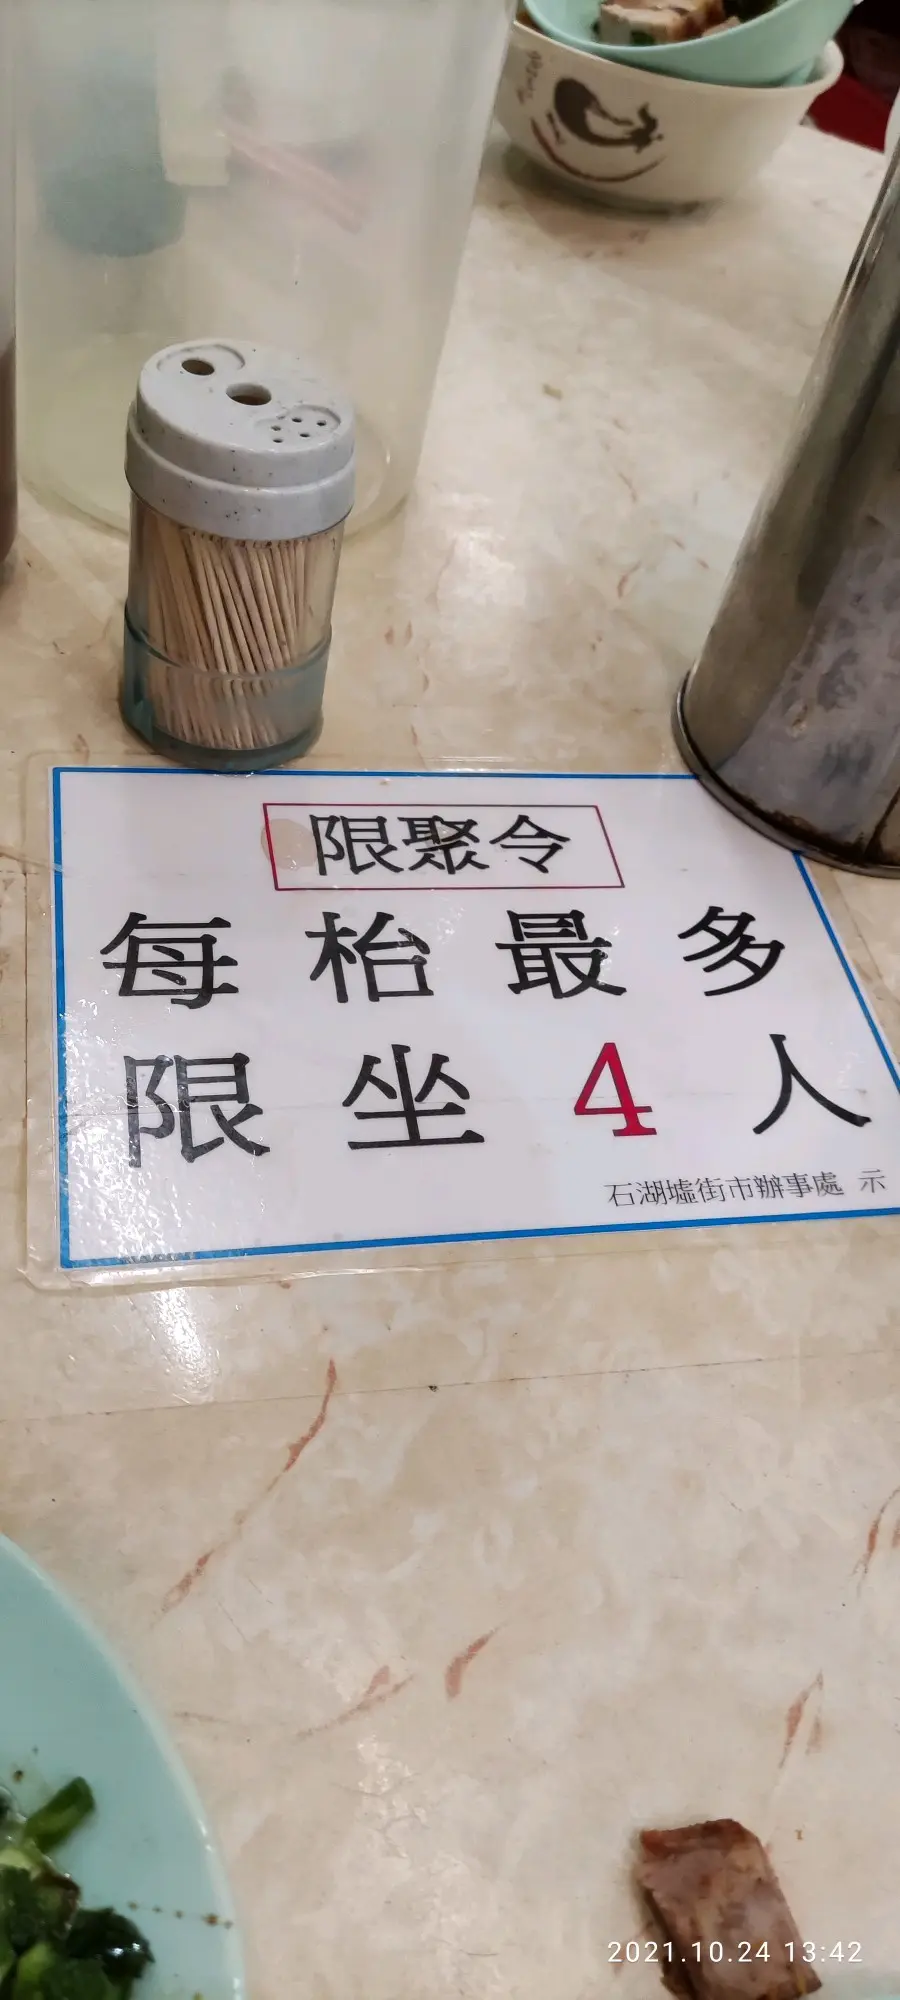 限聚令
每枱最多
限坐4人
石湖墟街市辦事處 示
2021.10.24 13:42